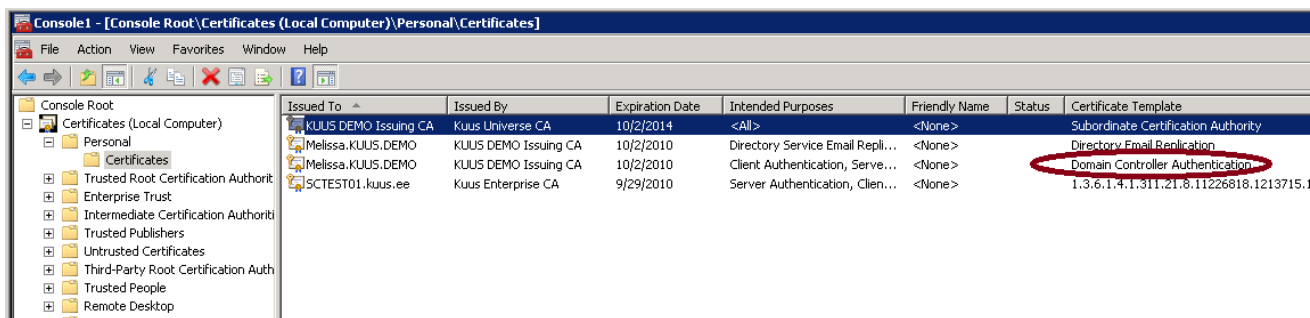 Console1 - [Console Root\Certificates (Local Computer)\Personal\Certificates]
File Action View Favorites Window Help
Console Root
Certificates (Local Computer)
Personal
Certificates
Trusted Root Certification Authorit
Enterprise Trust
Intermediate Certification Authoriti
Trusted Publishers
Untrusted Certificates
Third-Party Root Certification Auth
Trusted People
Remote Desktop
Issued To Issued By Expiration Date Intended Purposes Friendly Name Status Certificate Template
KUUS DEMO Issuing CA Kuus Universe CA 10/2/2014 <All> <None> Subordinate Certification Authority
Melissa.KUUS.DEMO KUUS DEMO Issuing CA 10/2/2010 Directory Service Email Repli... <None> Directory Email Replication
Melissa.KUUS.DEMO KUUS DEMO Issuing CA 10/2/2010 Client Authentication, Serve... <None> Domain Controller Authentication
SCTEST01.kuus.ee Kuus Enterprise CA 9/29/2010 Server Authentication, Clien... <None> 1.3.6.1.4.1.311.21.8.11226818.1213715.1